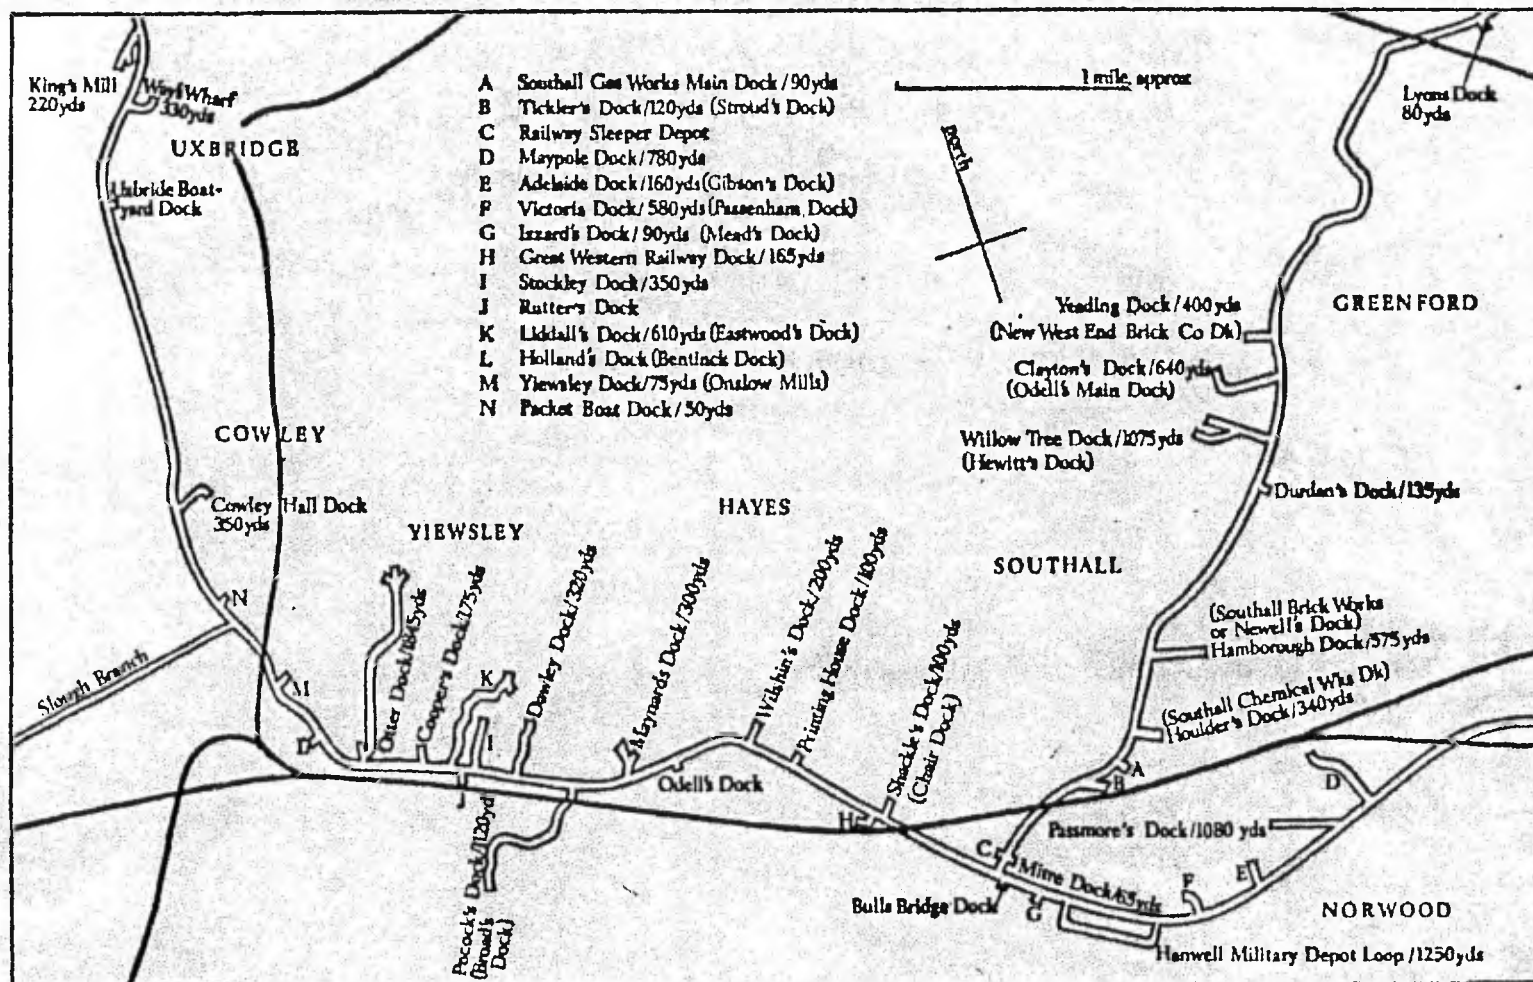 King's Mill
220yds
Wharf
330yds
UXBRIDGE
Uxbride Boat-
yard Dock
A Southall Gas Works Main Dock/90yds
B Tickler's Dock/120yds (Stroud's Dock)
C Railway Sleeper Depot
D Maypole Dock/780yds
E Adelaide Dock/160yds(Gibson's Dock)
F Victoria Dock/580yds(Passenham Dock)
G Izzard's Dock/90yds (Mead's Dock)
H Great Western Railway Dock/165yds
I Stockley Dock/350yds
J Rutter's Dock
K Liddall's Dock/610yds (Eastwood's Dock)
L Holland's Dock (Bentinck Dock)
M Yiewsley Dock/75yds (Onslow Mills)
N Packet Boat Dock/50yds
1 mile, approx
north
Lyons Dock
80yds
GREENFORD
Yeading Dock/400yds
(New West End Brick Co Dk)
Clayton's Dock/640yds
(Odell's Main Dock)
Willow Tree Dock/1075yds
(Hewitt's Dock)
Durdan's Dock/135yds
COWLEY
Cowley Hall Dock
350yds
YIEWSLEY
HAYES
SOUTHALL
N
Slough Branch
M
L
Otter Dock/1845yds
Cooper's Dock/175yds
K
I
J
Dawley Dock/320yds
Maynards Dock/300yds
Odell's Dock
Wilshin's Dock/200yds
Printing House Dock/100yds
Shackle's Dock/100yds
(Chair Dock)
H
Pocock's Dock/120yd
(Broad's
Dock)
(Southall Brick Works
or Newell's Dock)
Hamborough Dock/575yds
(Southall Chemical Wks Dk)
Houlder's Dock/340yds
A
B
C
D
Passmore's Dock/1080 yds
Mitre Dock/65yds
E
F
G
Bulls Bridge Dock
NORWOOD
Hanwell Military Depot Loop/1250yds